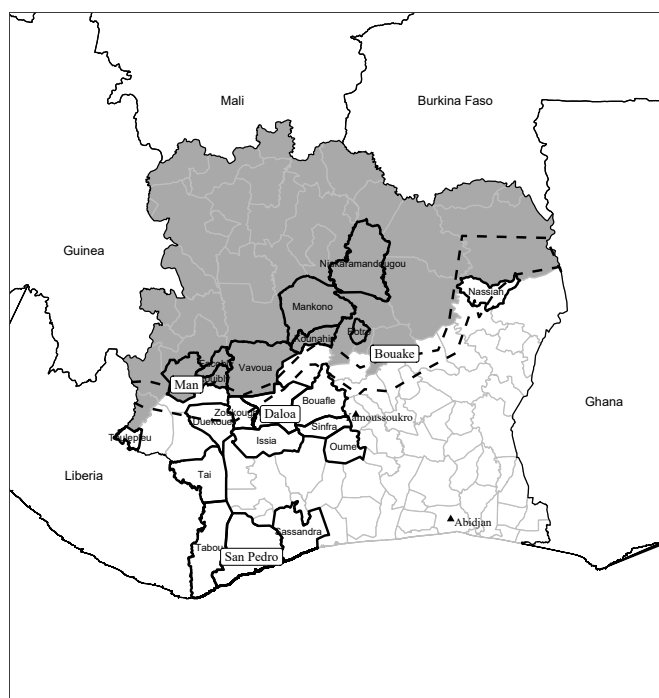 Mali
Burkina Faso
Guinea
Niakaramandougou
Nassian
Mankono
Botro
Kounahiri
Bouake
Vavoua
Man
Ghana
Bouafle
Zoukougbeu
Daloa
Duekoue
Yamoussoukro
Sinfra
Toulepleu
Issia
Oume
Liberia
Tai
Abidjan
Sassandra
Tabou
San Pedro